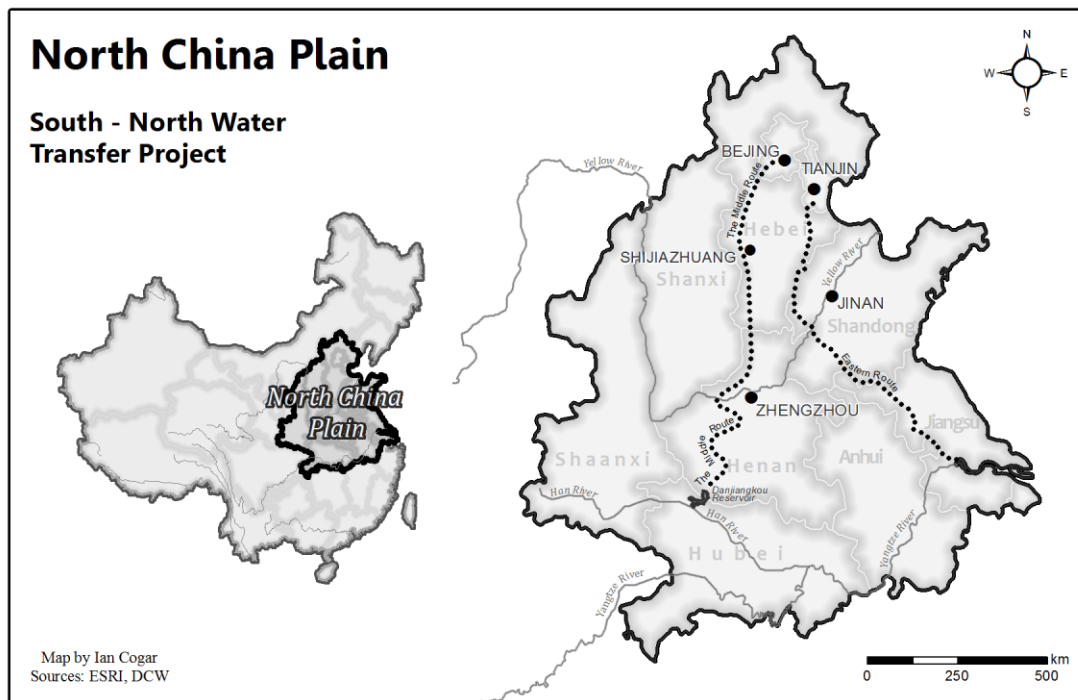 North China Plain
South - North Water
Transfer Project
N
W
E
S
Yellow River
BEJING
TIANJIN
The Middle Route
Hebei
SHIJIAZHUANG
Shanxi
Yellow River
JINAN
Shandong
Eastern Route
North China
Plain
ZHENGZHOU
The Middle Route
Jiangsu
Shaanxi
Henan
Anhui
Danjiangkou
Reservoir
Han River
Han River
Yangtze River
Hubei
Yangtze River
Map by Ian Cogar
Sources: ESRI, DCW
km
0
250
500